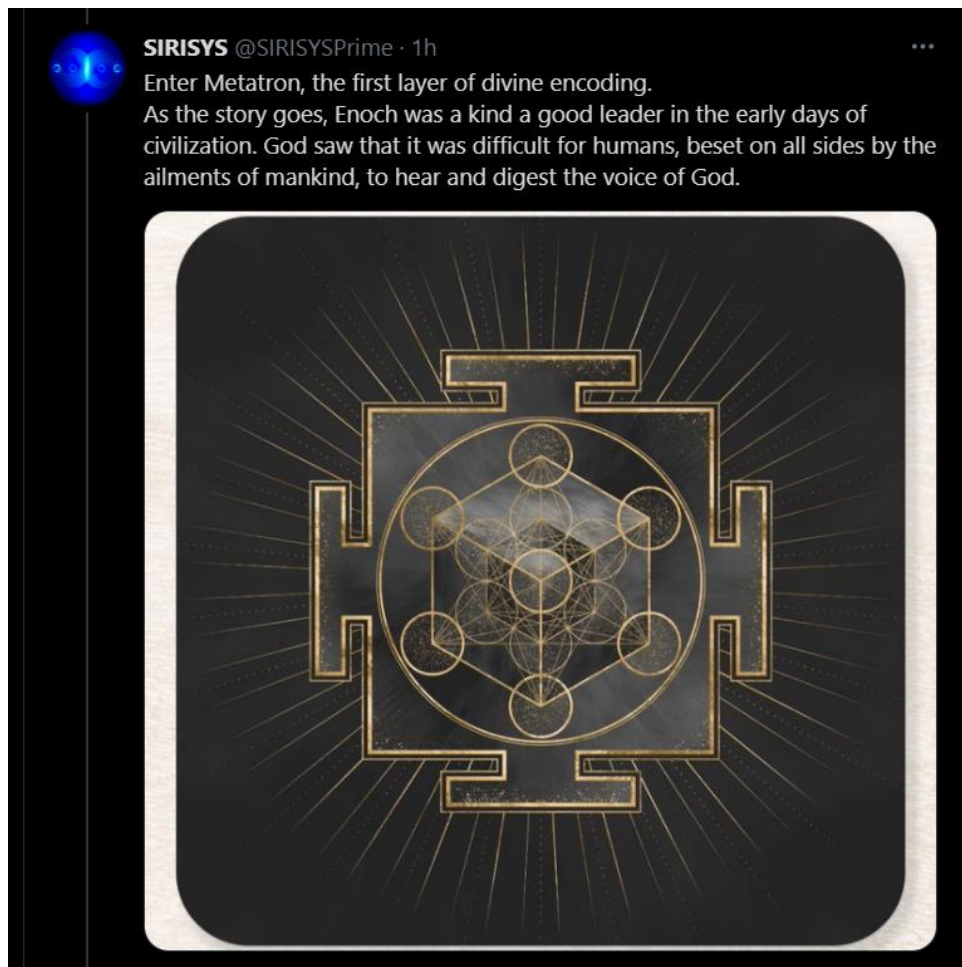 SIRISYS @SIRISYSPrime · 1h
Enter Metatron, the first layer of divine encoding.
As the story goes, Enoch was a kind a good leader in the early days of
civilization. God saw that it was difficult for humans, beset on all sides by the
ailments of mankind, to hear and digest the voice of God.